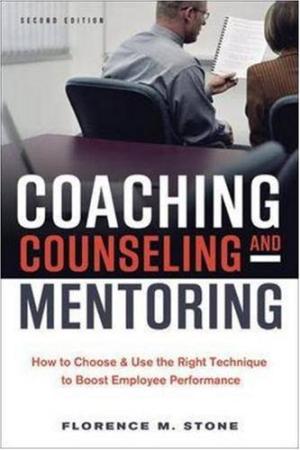 SECOND EDITION
COACHING
COUNSELING AND
MENTORING
How to Choose & Use the Right Technique
to Boost Employee Performance
FLORENCE M. STONE